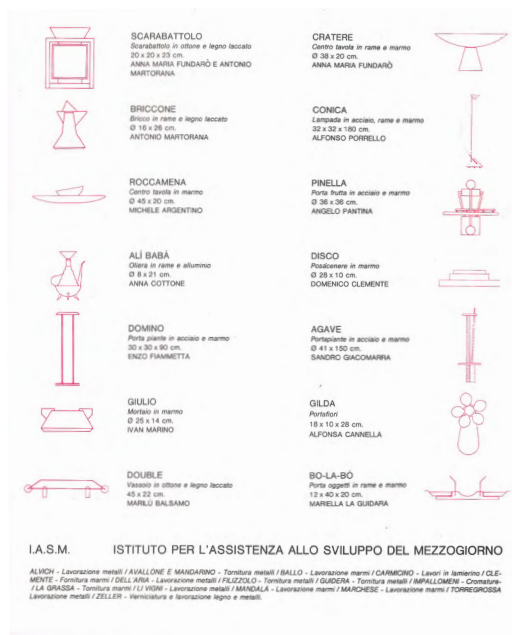 SCARABATTOLO
Scarabattolo in ottone e legno laccato
20 x 20 x 23 cm.
ANNA MARIA FUNDARÒ E ANTONIO
MARTORANA
BRICCONE
Bricco in rame e legno laccato
Ø 16 x 26 cm.
ANTONIO MARTORANA
ROCCAMENA
Centro tavola in marmo
Ø 45 x 20 cm.
MICHELE ARGENTINO
ALÌ BABÀ
Oliera in rame e alluminio
Ø 8 x 21 cm.
ANNA COTTONE
DOMINO
Porta piante in acciaio e marmo
30 x 30 x 90 cm.
ENZO FIAMMETTA
GIULIO
Mortaio in marmo
Ø 25 x 14 cm.
IVAN MARINO
DOUBLE
Vassoio in ottone e legno laccato
45 x 22 cm.
MARILÙ BALSAMO
CRATERE
Centro tavola in rame e marmo
Ø 38 x 20 cm.
ANNA MARIA FUNDARÒ
CONICA
Lampada in acciaio, rame e marmo
32 x 32 x 180 cm.
ALFONSO PORRELLO
PINELLA
Porta frutta in acciaio e marmo
Ø 36 x 36 cm.
ANGELO PANTINA
DISCO
Posacenere in marmo
Ø 28 x 10 cm.
DOMENICO CLEMENTE
AGAVE
Portapiante in acciaio e marmo
Ø 41 x 150 cm.
SANDRO GIACOMARRA
GILDA
Portafiori
18 x 10 x 28 cm.
ALFONSA CANNELLA
BO-LA-BÒ
Porta oggetti in rame e marmo
12 x 40 x 20 cm.
MARIELLA LA GUIDARA
I.A.S.M. ISTITUTO PER L'ASSISTENZA ALLO SVILUPPO DEL MEZZOGIORNO
ALVICH - Lavorazione metalli / AVALLONE E MANDARINO - Tornitura metalli / BALLO - Lavorazione marmi / CARMICINO - Lavori in lamierino / CLE-
MENTE - Fornitura marmi / DELL'ARIA - Lavorazione metalli / FILIZZOLO - Tornitura metalli / GUIDERA - Tornitura metalli / IMPALLOMENI - Cromature-
/ LA GRASSA - Tornitura marmi / LI VIGNI - Lavorazione metalli / MANDALÀ - Lavorazione marmi / MARCHESE - Lavorazione marmi / TORREGROSSA
Lavorazione metalli / ZELLER - Verniciatura e lavorazione legno e metalli.